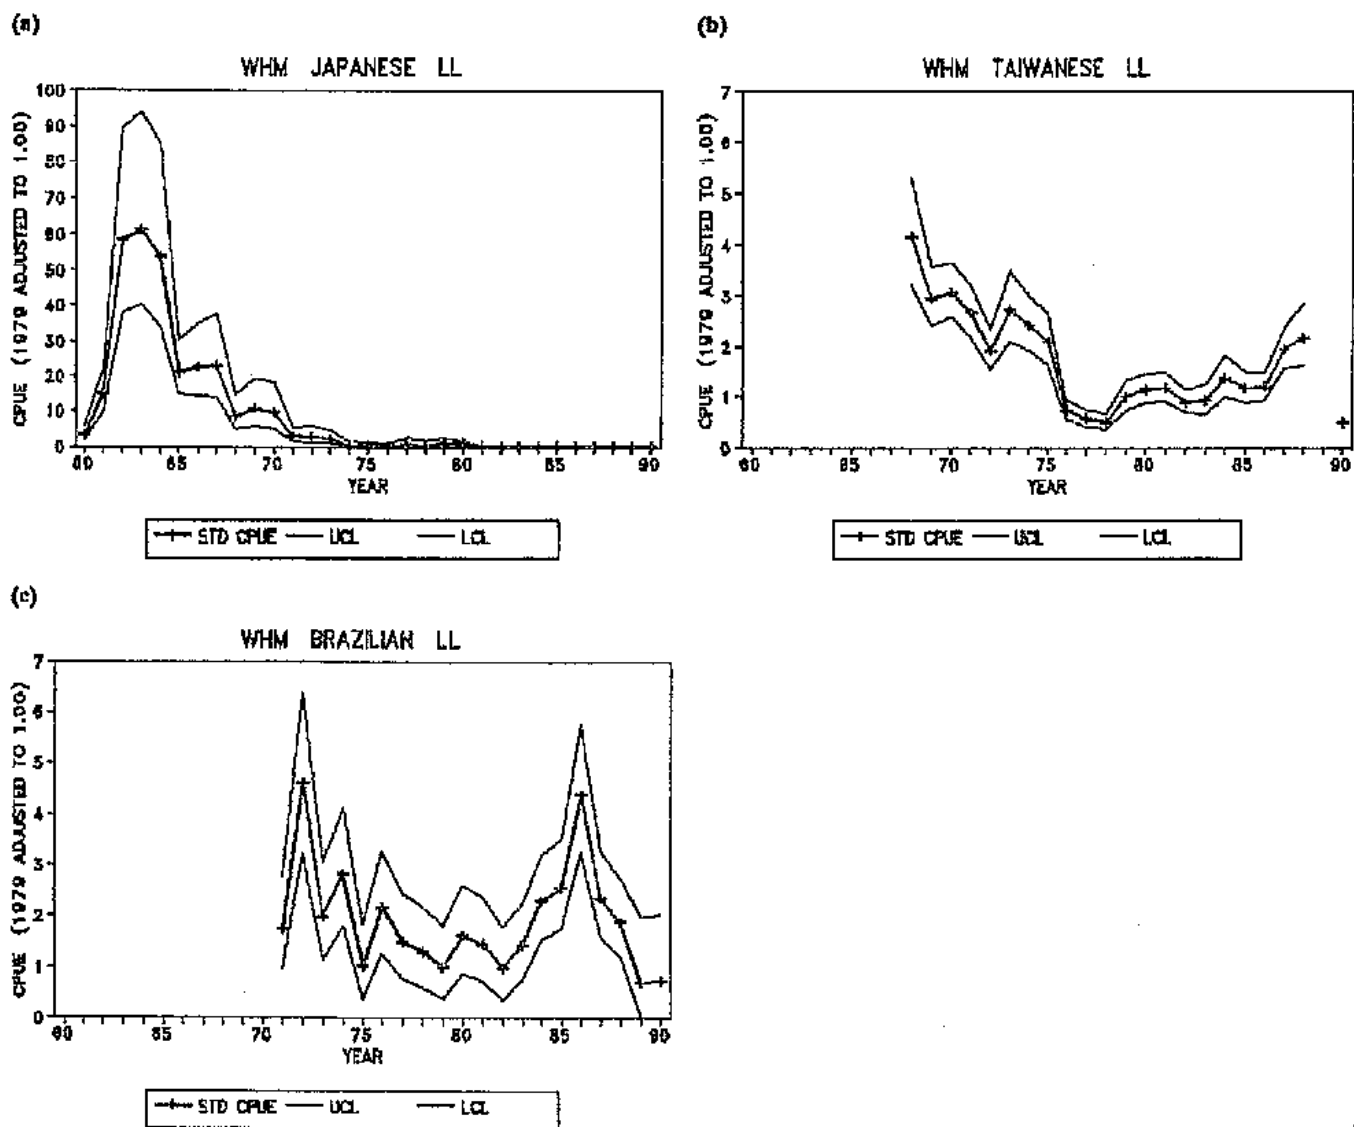 (a)
WHM JAPANESE LL
CPUE (1979 ADJUSTED TO 1.00)
100
90
80
70
60
50
40
30
20
10
0
60 65 70 75 80 85 90
YEAR
STD CPUE UCL LCL
(b)
WHM TAIWANESE LL
CPUE (1979 ADJUSTED TO 1.00)
7
6
5
4
3
2
1
0
60 65 70 75 80 85 90
YEAR
STD CPUE UCL LCL
(c)
WHM BRAZILIAN LL
CPUE (1979 ADJUSTED TO 1.00)
7
6
5
4
3
2
1
0
60 65 70 75 80 85 90
YEAR
STD CPUE UCL LCL